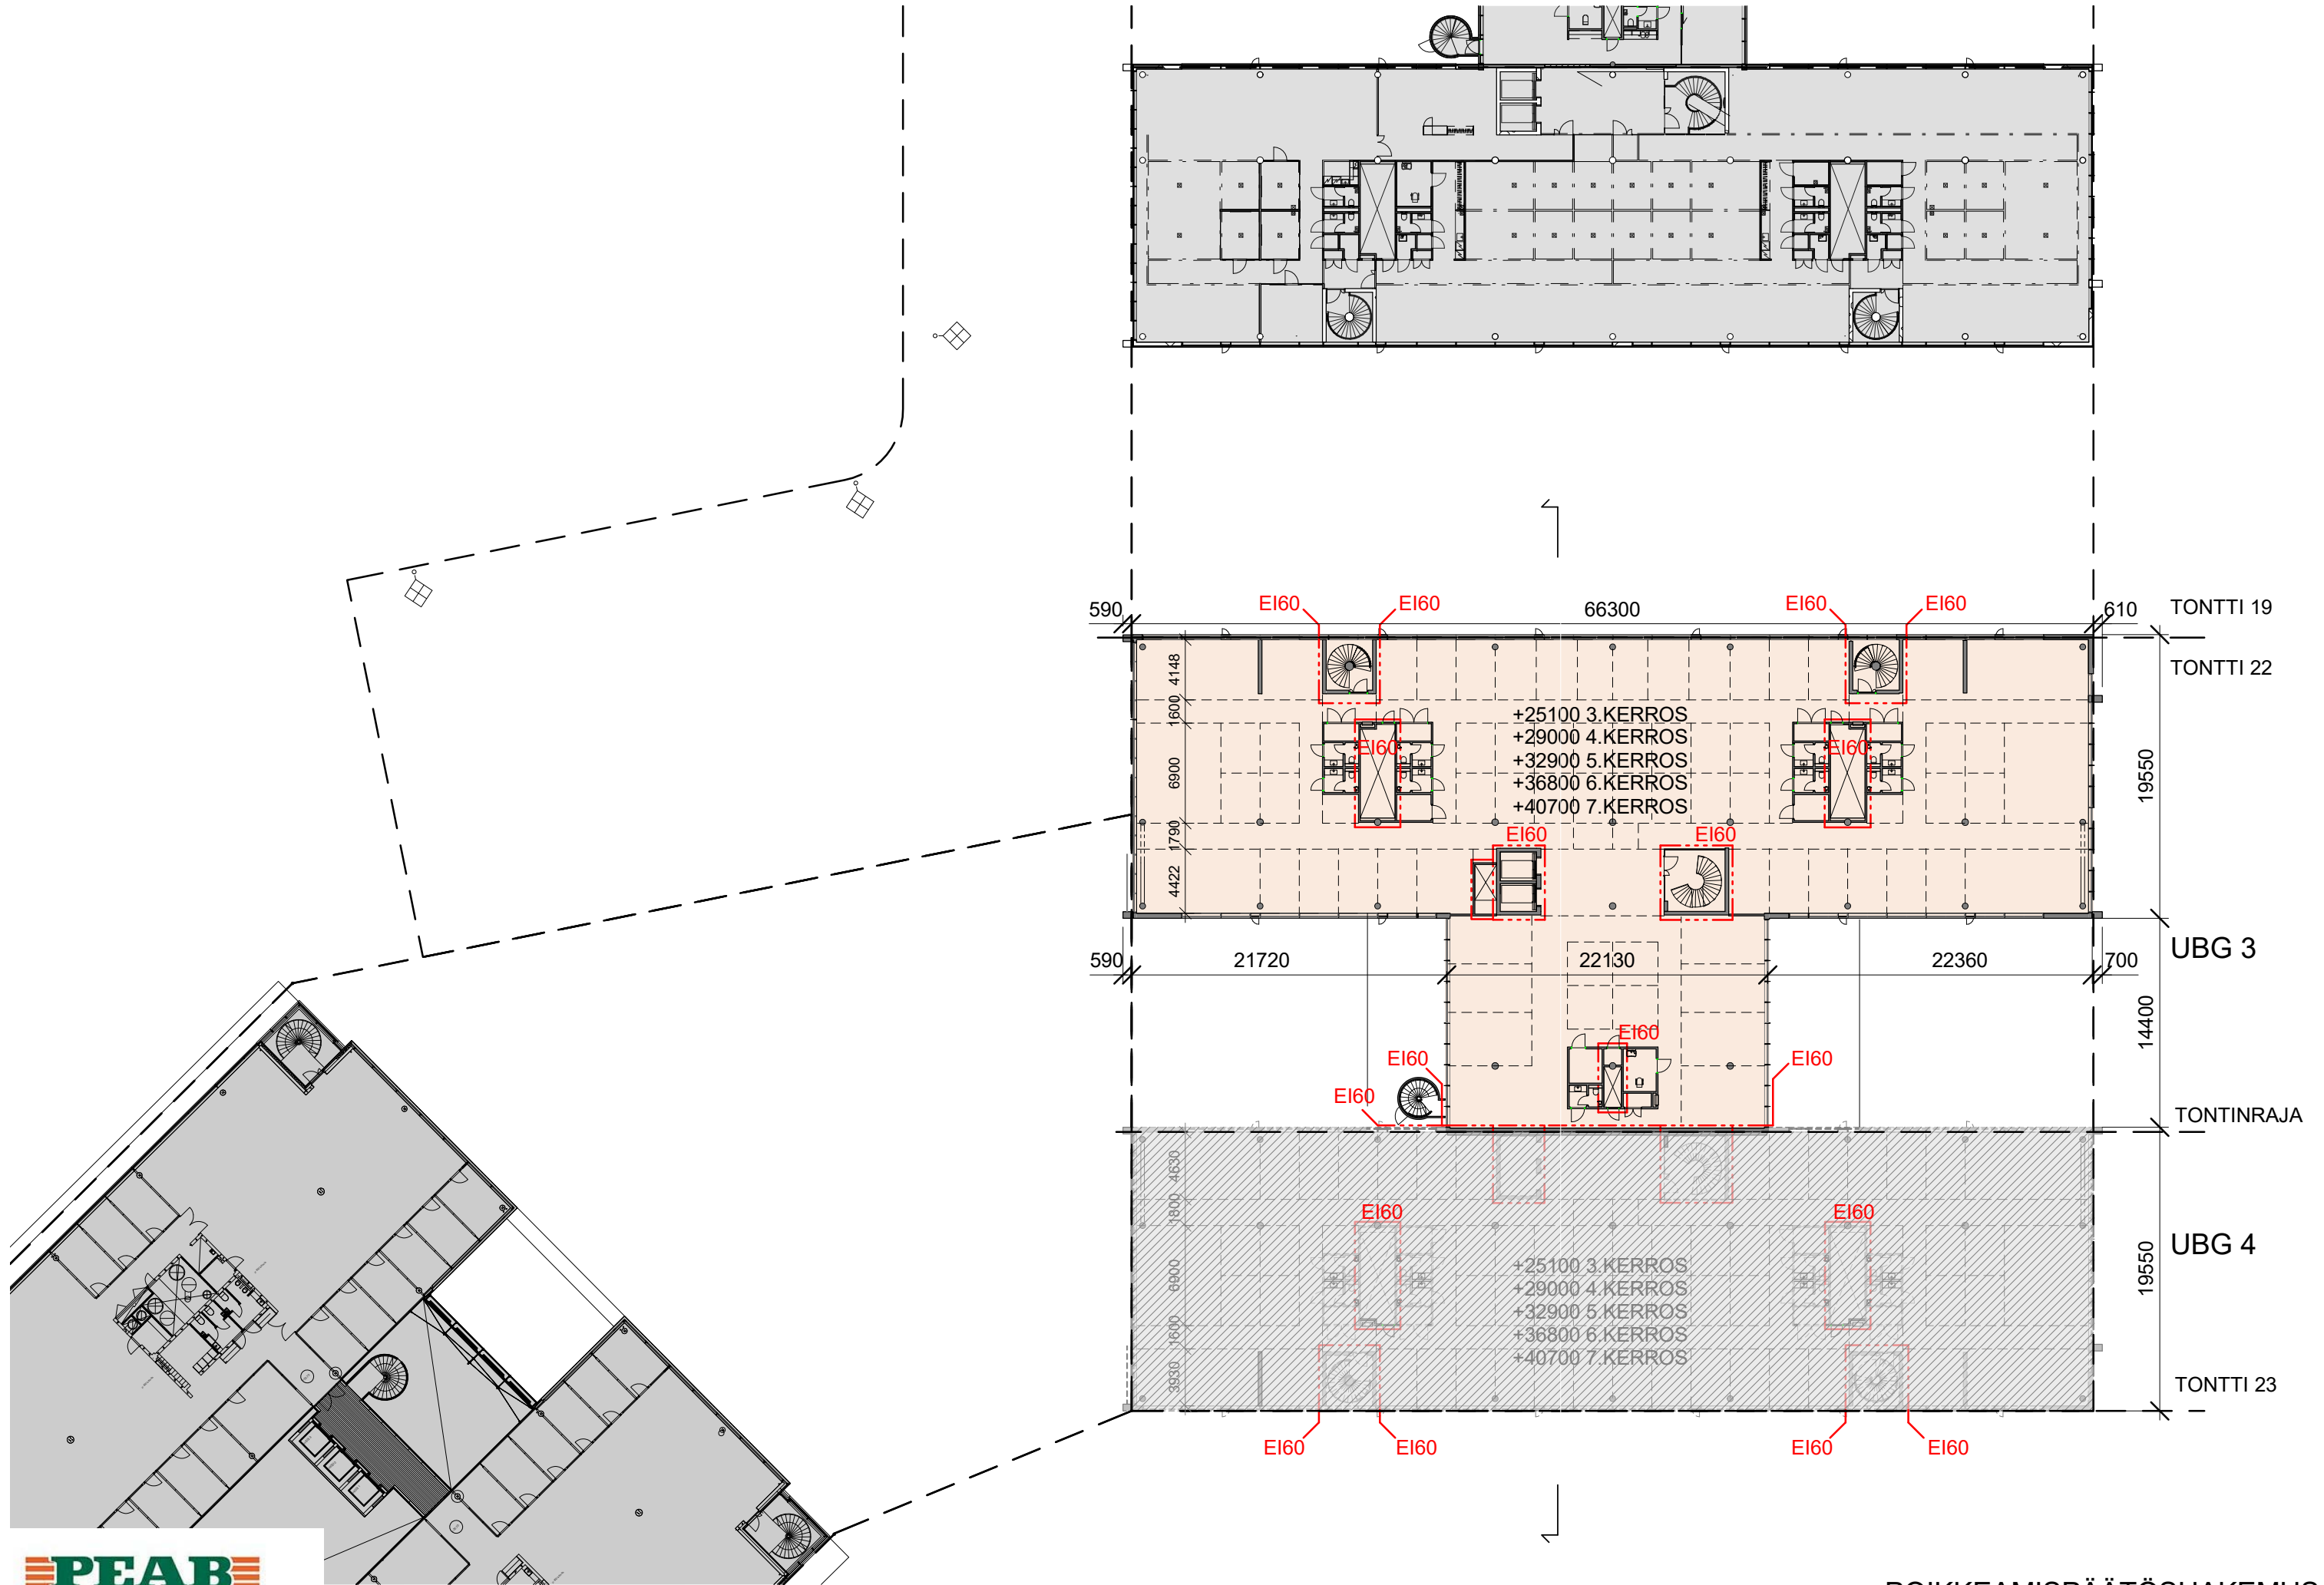 590
EI60
EI60
66300
EI60
EI60
610
TONTTI 19
TONTTI 22
4148
1600
6900
1790
4422
+25100 3.KERROS
+29000 4.KERROS
+32900 5.KERROS
+36800 6.KERROS
+40700 7.KERROS
EI60
EI60
EI60
EI60
19550
UBG 3
590
21720
22130
22360
700
14400
EI60
EI60
EI60
EI60
TONTINRAJA
4630
1800
6900
1600
3930
EI60
EI60
+25100 3.KERROS
+29000 4.KERROS
+32900 5.KERROS
+36800 6.KERROS
+40700 7.KERROS
19550
UBG 4
TONTTI 23
EI60
EI60
EI60
EI60
PEAB
POIKKEAMISPÄÄTÖSHAKEMUS